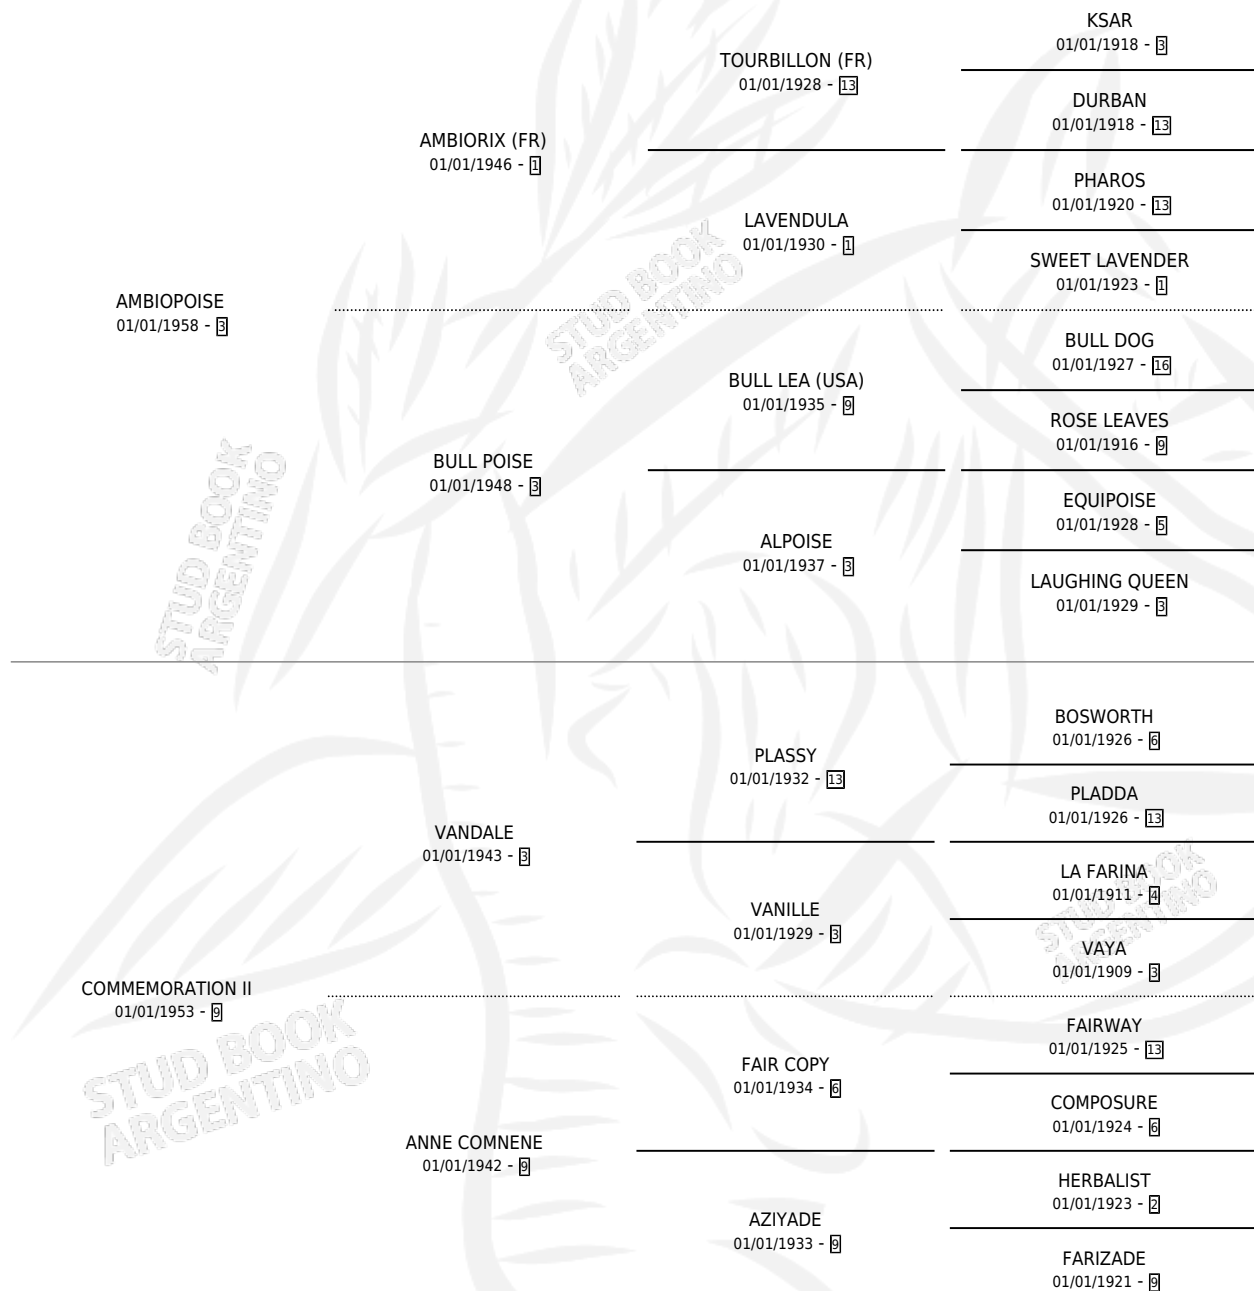 KSAR
01/01/1918 - 3
TOURBILLON (FR)
01/01/1928 - 13
DURBAN
01/01/1918 - 13
AMBIORIX (FR)
01/01/1946 - 1
PHAROS
01/01/1920 - 13
LAVENDULA
01/01/1930 - 1
SWEET LAVENDER
01/01/1923 - 1
AMBIOPOISE
01/01/1958 - 3
BULL DOG
01/01/1927 - 16
BULL LEA (USA)
01/01/1935 - 9
ROSE LEAVES
01/01/1916 - 9
BULL POISE
01/01/1948 - 3
EQUIPOISE
01/01/1928 - 5
ALPOISE
01/01/1937 - 3
LAUGHING QUEEN
01/01/1929 - 3
BOSWORTH
01/01/1926 - 6
PLASSY
01/01/1932 - 13
PLADDA
01/01/1926 - 13
VANDALE
01/01/1943 - 3
LA FARINA
01/01/1911 - 4
VANILLE
01/01/1929 - 3
VAYA
01/01/1909 - 3
COMMEMORATION II
01/01/1953 - 9
FAIRWAY
01/01/1925 - 13
FAIR COPY
01/01/1934 - 6
COMPOSURE
01/01/1924 - 6
ANNE COMNENE
01/01/1942 - 9
HERBALIST
01/01/1923 - 2
AZIYADE
01/01/1933 - 9
FARIZADE
01/01/1921 - 9
STUD BOOK
ARGENTINO
STUD BOOK
ARGENTINO
STUD BOOK
ARGENTINO
STUD BOOK
ARGENTINO